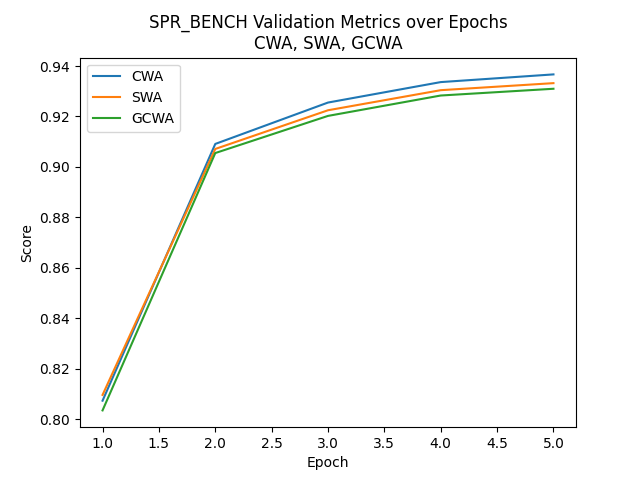 SPR_BENCH Validation Metrics over Epochs
CWA, SWA, GCWA
CWA
SWA
GCWA
Score
0.94
0.92
0.90
0.88
0.86
0.84
0.82
0.80
1.0 1.5 2.0 2.5 3.0 3.5 4.0 4.5 5.0
Epoch